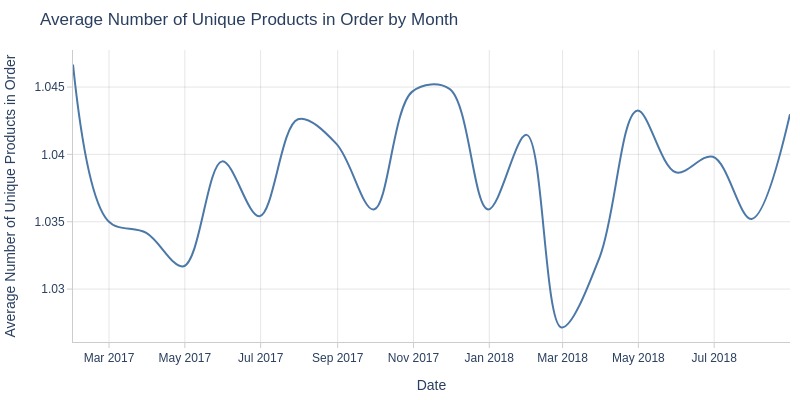 Average Number of Unique Products in Order by Month
Average Number of Unique Products in Order
1.045
1.04
1.035
1.03
Mar 2017
May 2017
Jul 2017
Sep 2017
Nov 2017
Jan 2018
Mar 2018
May 2018
Jul 2018
Date